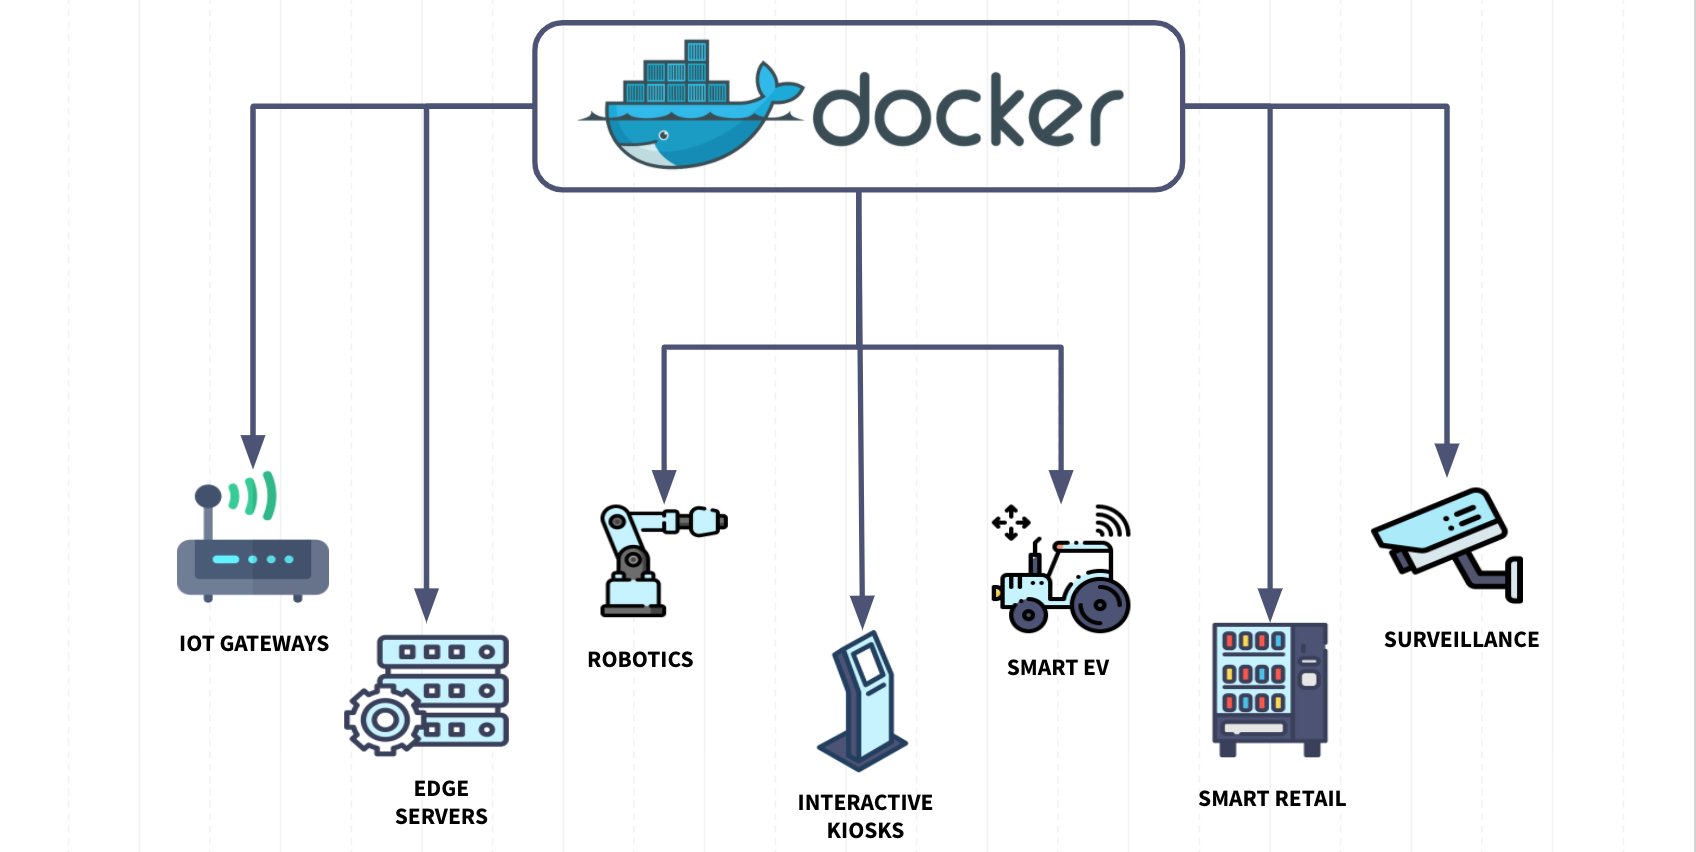 docker
IOT GATEWAYS
EDGE
SERVERS
ROBOTICS
INTERACTIVE
KIOSKS
SMART EV
SMART RETAIL
SURVEILLANCE